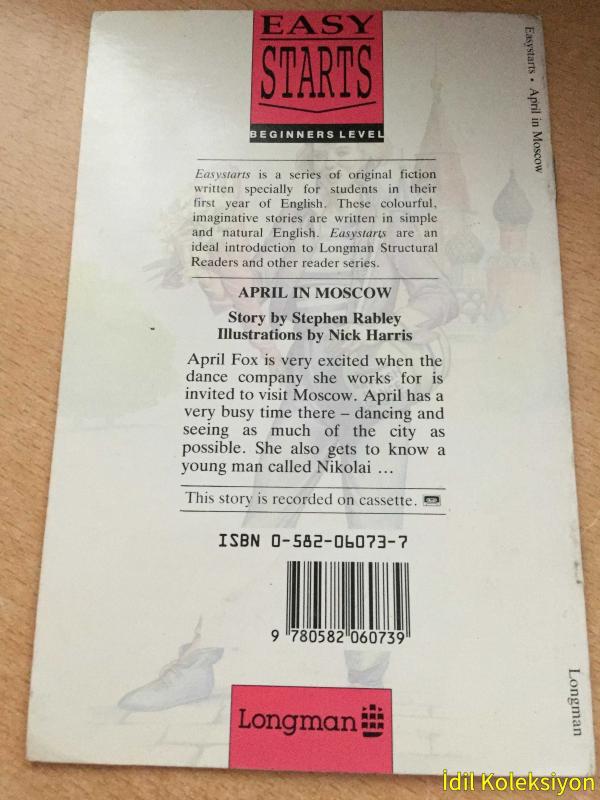 EASY
STARTS
BEGINNERS LEVEL
Easystarts is a series of original fiction
written specially for students in their
first year of English. These colourful,
imaginative stories are written in simple
and natural English. Easystarts are an
ideal introduction to Longman Structural
Readers and other reader series.
APRIL IN MOSCOW
Story by Stephen Rabley
Illustrations by Nick Harris
April Fox is very excited when the
dance company she works for is
invited to visit Moscow. April has a
very busy time there – dancing and
seeing as much of the city as
possible. She also gets to know a
young man called Nikolai ...
This story is recorded on cassette.
ISBN 0-582-06073-7
9 780582 060739
Longman
Easystarts • April in Moscow
Longman
İdil Koleksiyon